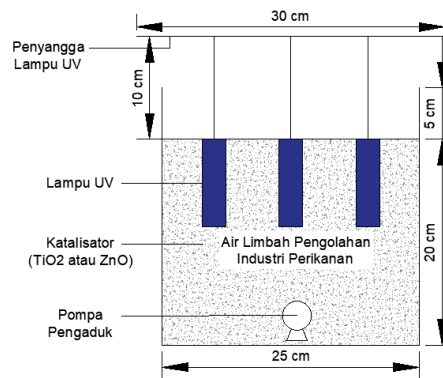 30 cm
Penyangga
Lampu UV
10 cm
5 cm
Lampu UV
Katalisator
(TiO2 atau ZnO)
Air Limbah Pengolahan
Industri Perikanan
20 cm
Pompa
Pengaduk
25 cm